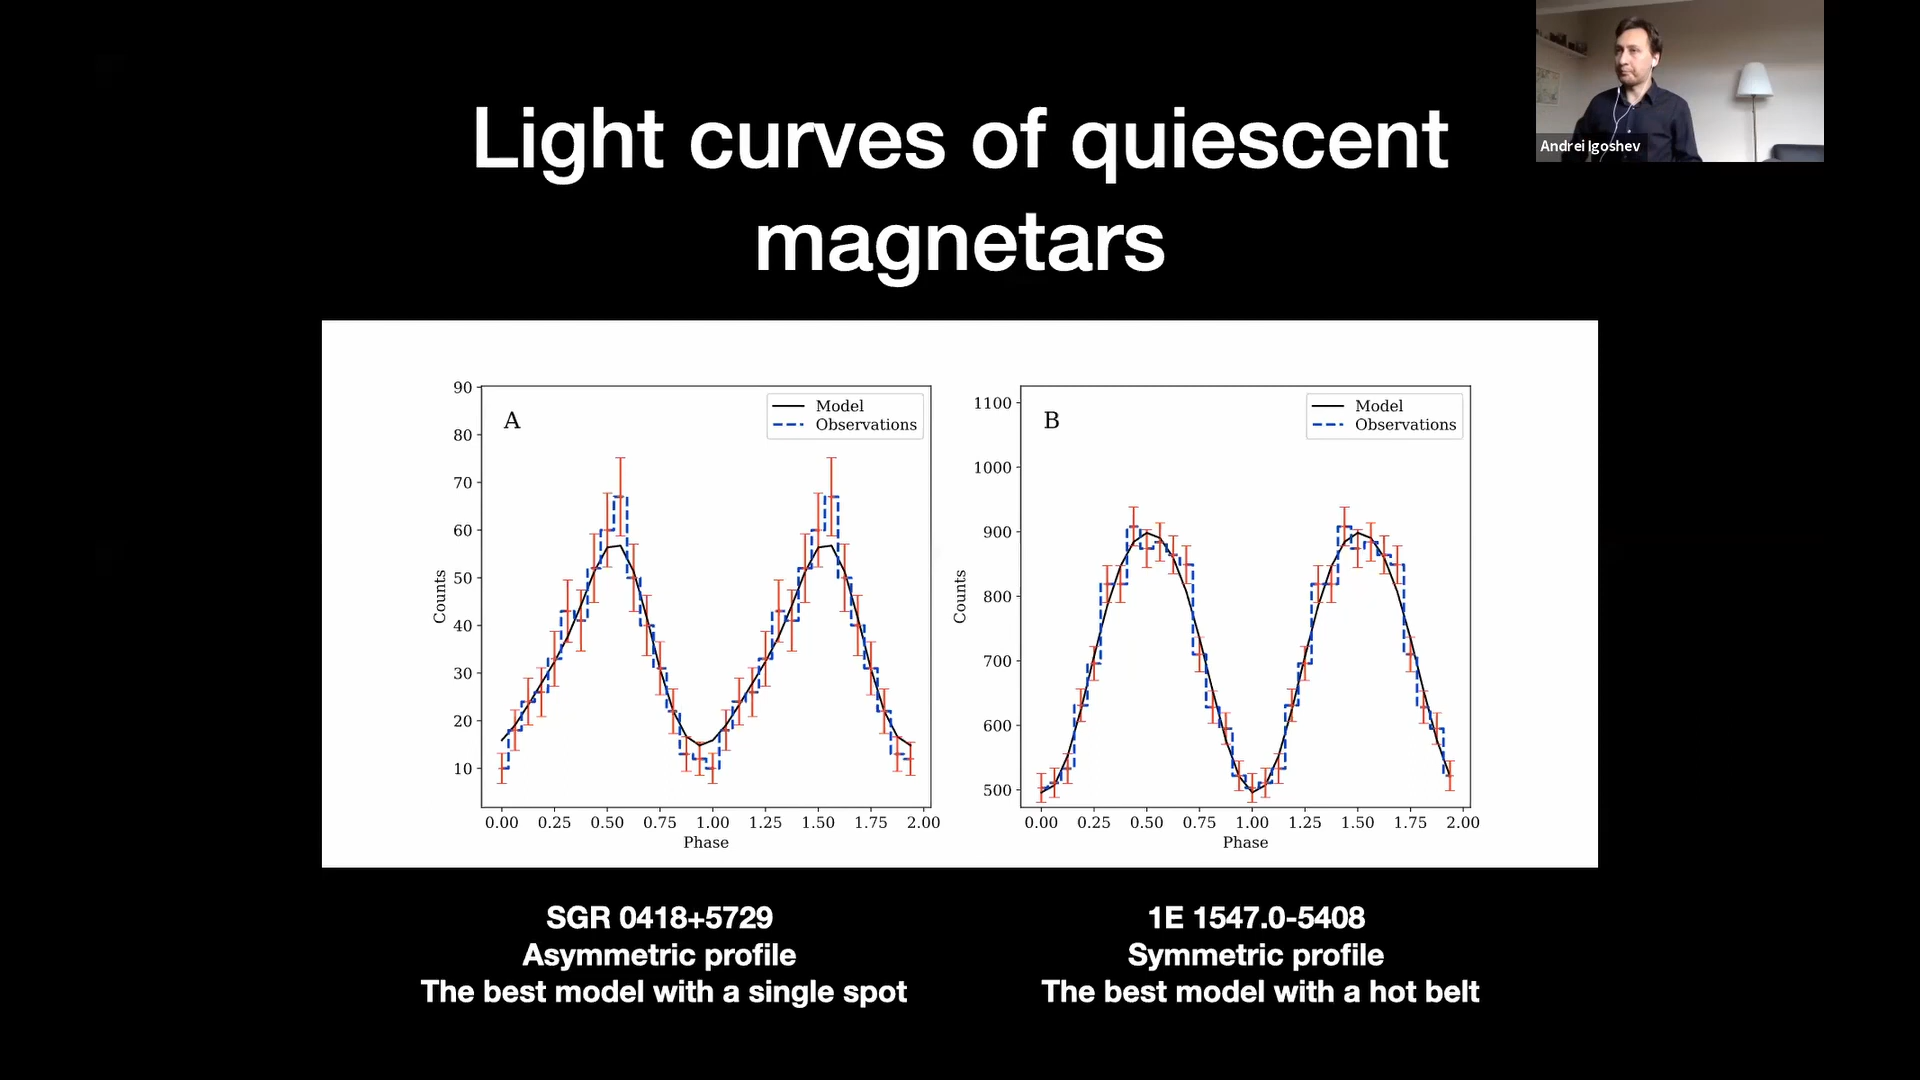 Andrei Igoshev
Light curves of quiescent
magnetars
A
Model
Observations
90
80
70
60
50
40
30
20
10
Counts
0.00 0.25 0.50 0.75 1.00 1.25 1.50 1.75 2.00
Phase
B
Model
Observations
1100
1000
900
800
700
600
500
Counts
0.00 0.25 0.50 0.75 1.00 1.25 1.50 1.75 2.00
Phase
SGR 0418+5729
Asymmetric profile
The best model with a single spot
1E 1547.0-5408
Symmetric profile
The best model with a hot belt